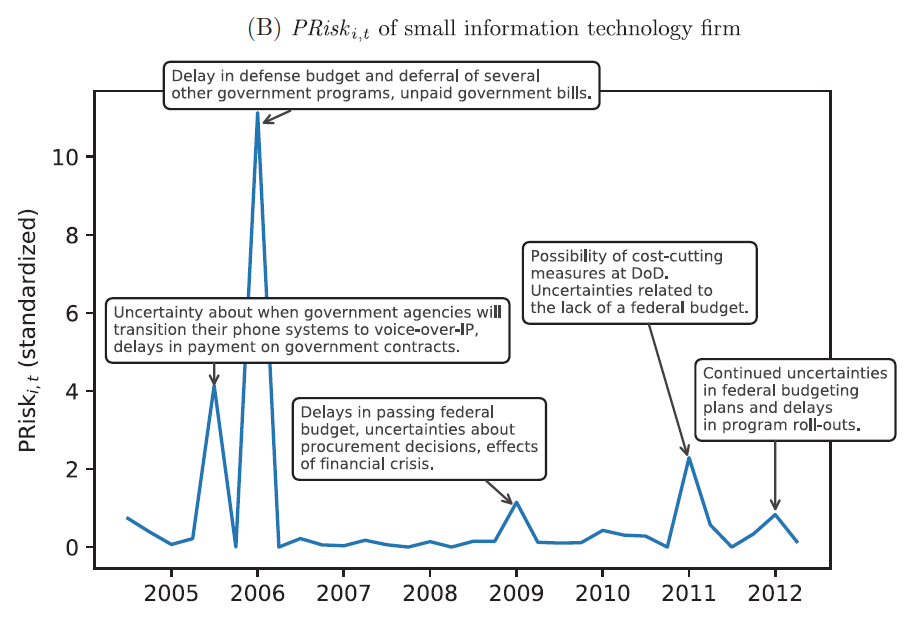 (B) PRisk_{i,t} of small information technology firm
Delay in defense budget and deferral of several
other government programs, unpaid government bills.
Possibility of cost-cutting
measures at DoD.
Uncertainties related to
the lack of a federal budget.
Uncertainty about when government agencies will
transition their phone systems to voice-over-IP,
delays in payment on government contracts.
Continued uncertainties
in federal budgeting
plans and delays
in program roll-outs.
Delays in passing federal
budget, uncertainties about
procurement decisions, effects
of financial crisis.
PRisk_{i,t} (standardized)
10
8
6
4
2
0
2005 2006 2007 2008 2009 2010 2011 2012